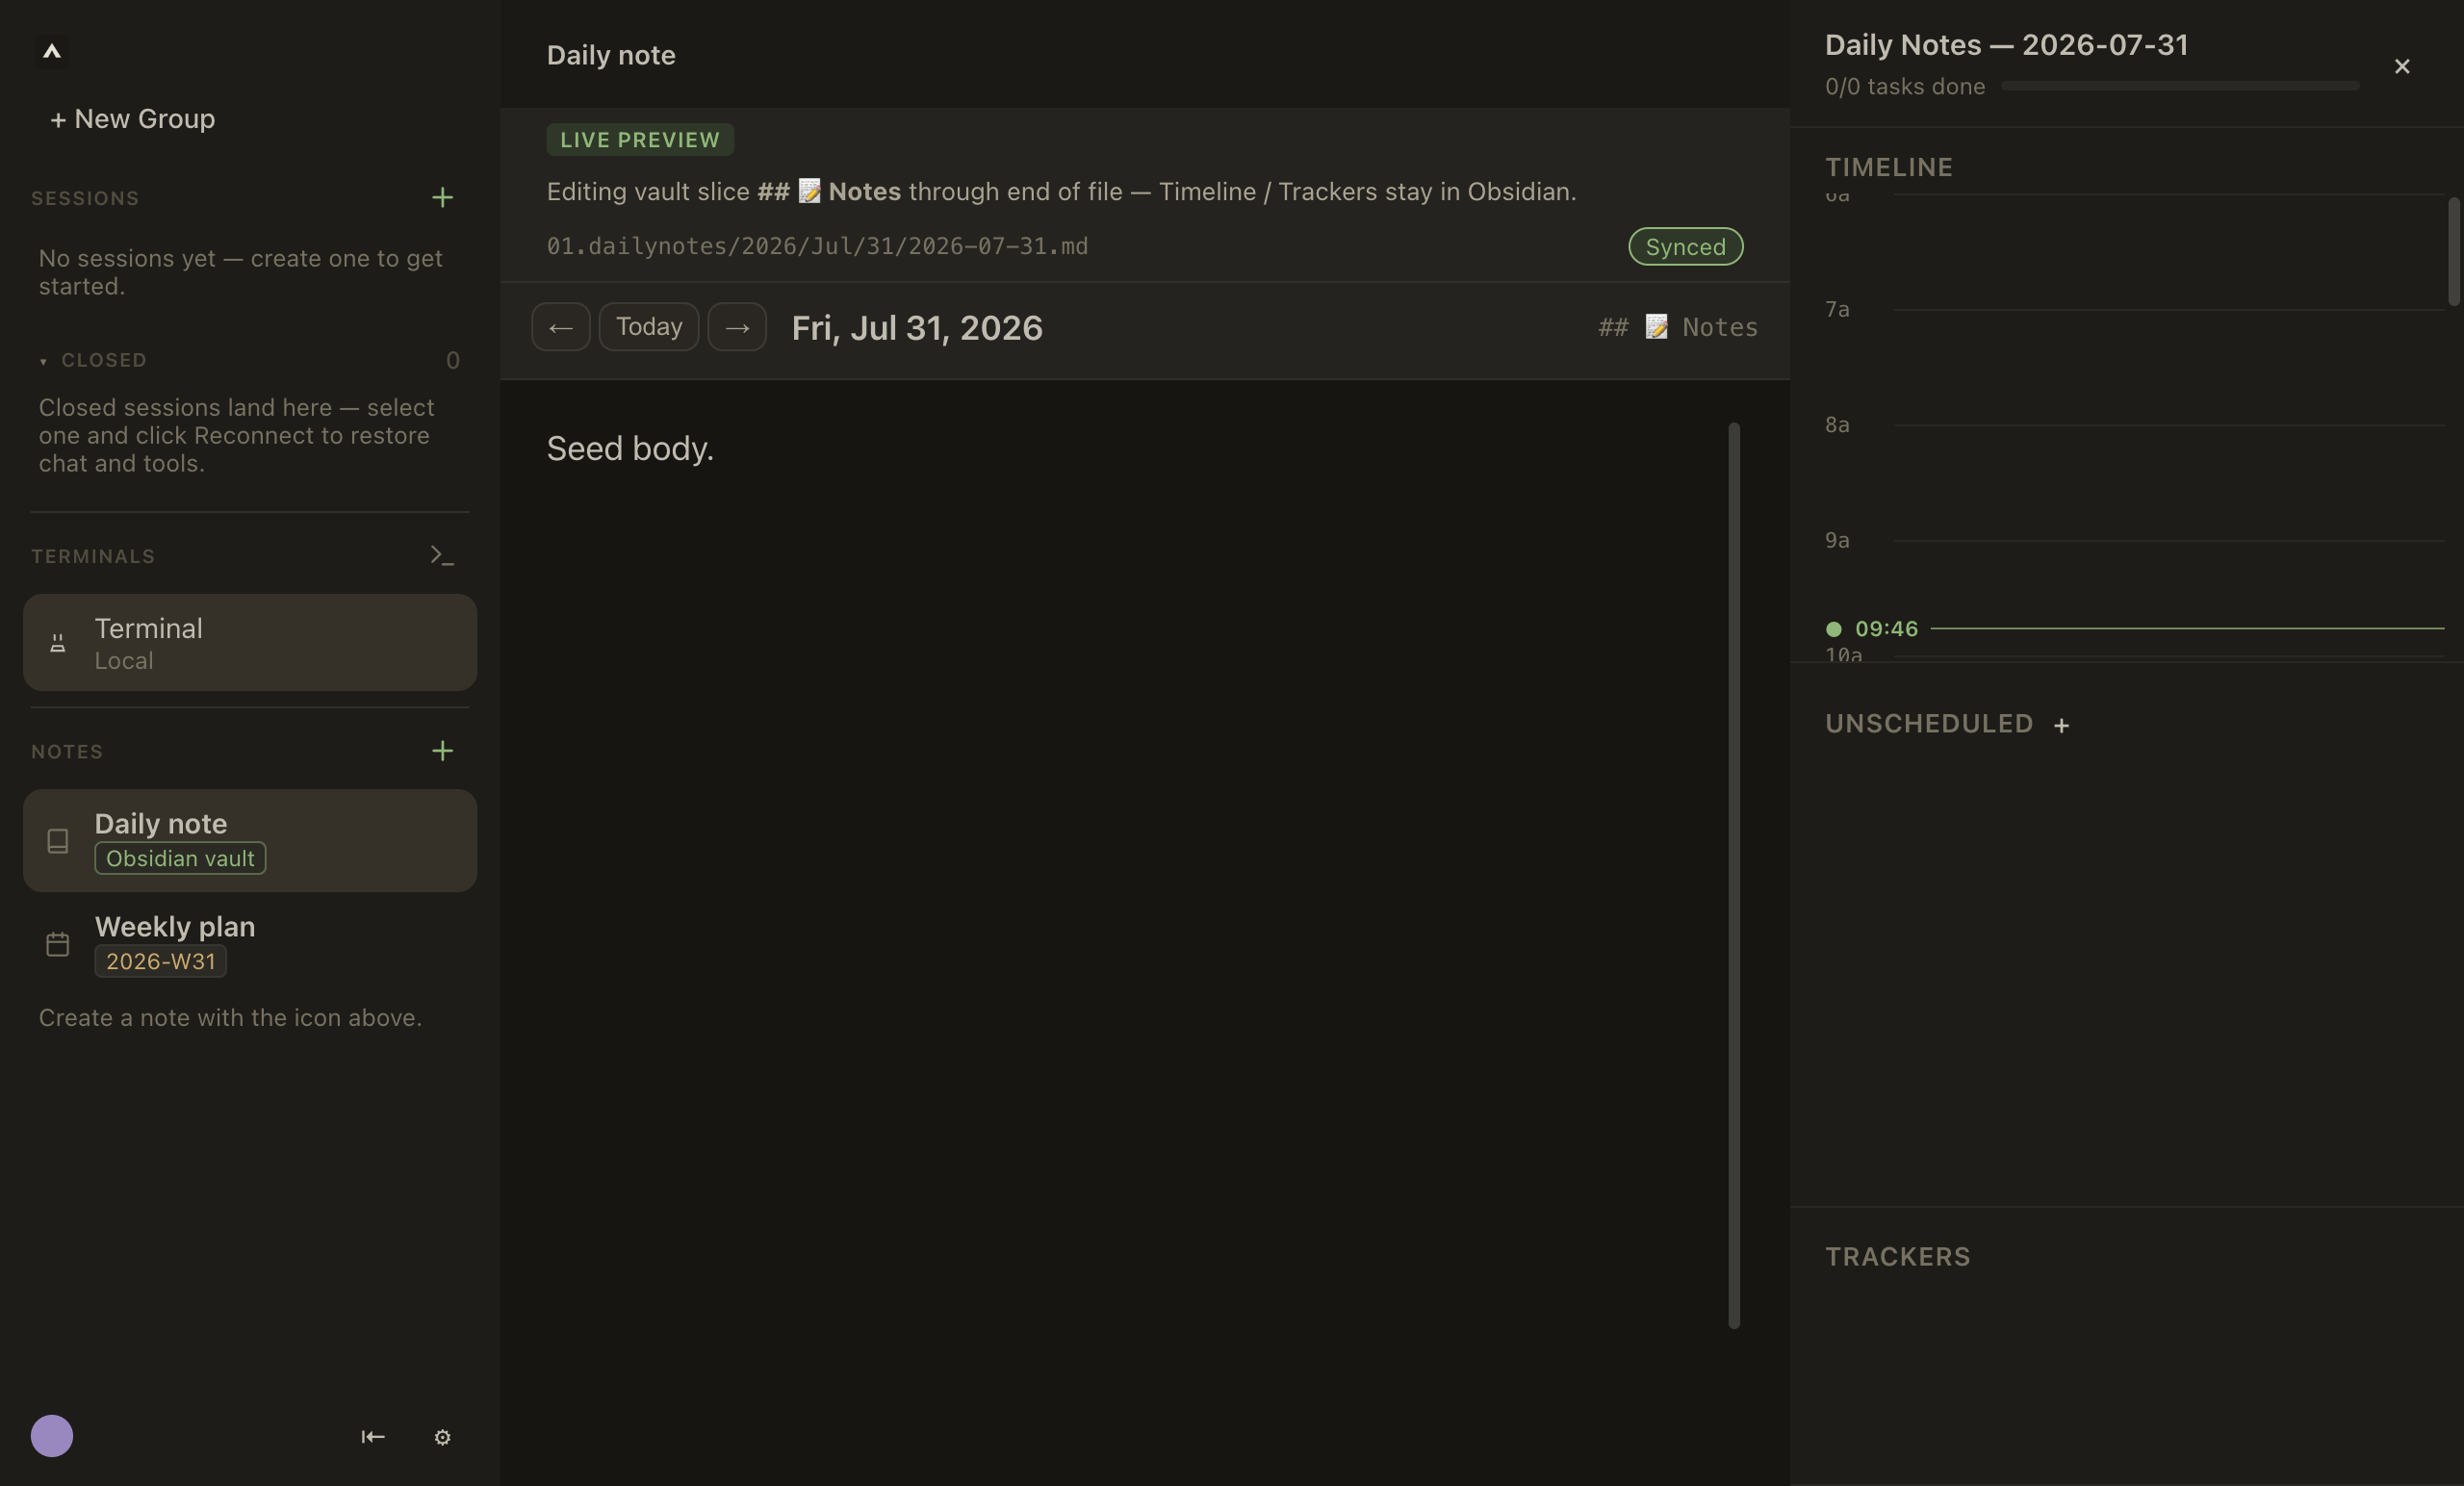 + New Group
SESSIONS
No sessions yet — create one to get
started.
▾ CLOSED 0
Closed sessions land here — select
one and click Reconnect to restore
chat and tools.
TERMINALS
Terminal
Local
NOTES
Daily note
Obsidian vault
Weekly plan
2026-W31
Create a note with the icon above.
Daily note
LIVE PREVIEW
Editing vault slice ## 📝 Notes through end of file — Timeline / Trackers stay in Obsidian.
01.dailynotes/2026/Jul/31/2026-07-31.md
Synced
← Today → Fri, Jul 31, 2026
## 📝 Notes
Seed body.
Daily Notes — 2026-07-31
0/0 tasks done
TIMELINE
6a
7a
8a
9a
09:46
10a
UNSCHEDULED +
TRACKERS